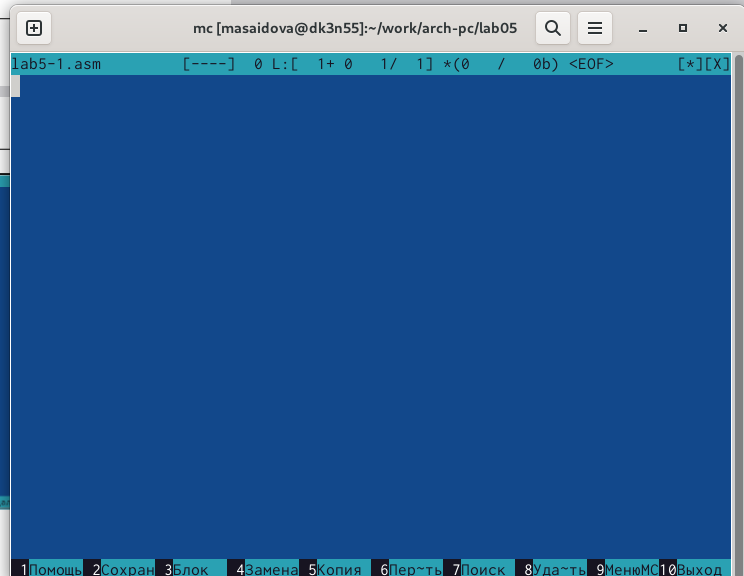 mc [masaidova@dk3n55]:~/work/arch-pc/lab05
lab5-1.asm [----] 0 L:[ 1+ 0 1/ 1] *(0 / 0b) <EOF> [*][X]
1Помощь 2Сохран 3Блок 4Замена 5Копия 6Пер~ть 7Поиск 8Уда~ть 9МенюМС 10Выход